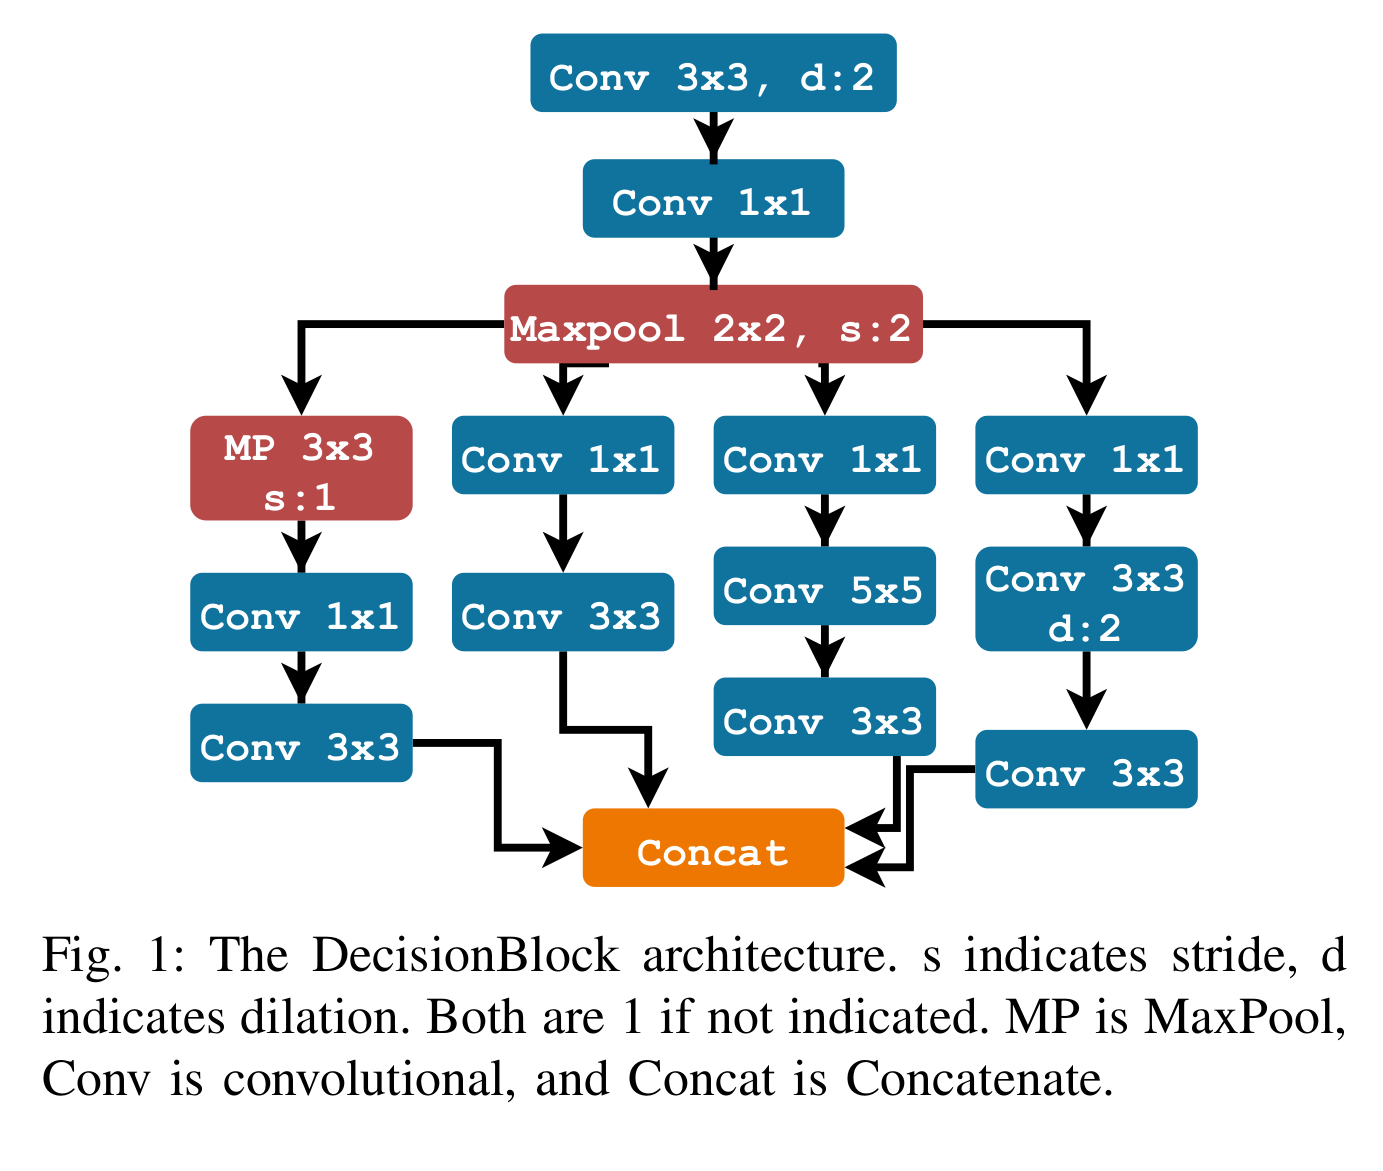 Conv 3x3, d:2
Conv 1x1
Maxpool 2x2, s:2
MP 3x3
s:1
Conv 1x1
Conv 3x3
Conv 1x1
Conv 3x3
Conv 1x1
Conv 5x5
Conv 3x3
Conv 1x1
Conv 3x3
d:2
Conv 3x3
Concat
Fig. 1: The DecisionBlock architecture. s indicates stride, d
indicates dilation. Both are 1 if not indicated. MP is MaxPool,
Conv is convolutional, and Concat is Concatenate.